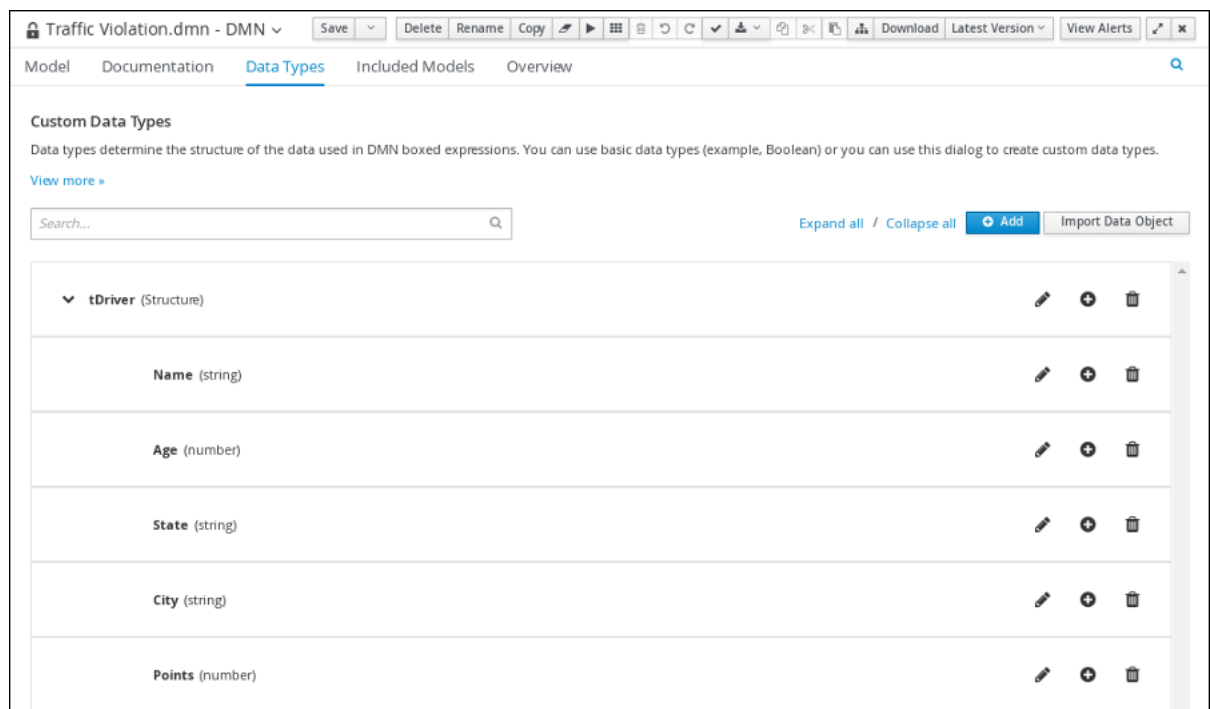 Traffic Violation.dmn - DMN
Save Delete Rename Copy Download Latest Version View Alerts
Model Documentation Data Types Included Models Overview
Custom Data Types
Data types determine the structure of the data used in DMN boxed expressions. You can use basic data types (example, Boolean) or you can use this dialog to create custom data types.
View more »
Search...
Expand all / Collapse all Add Import Data Object
tDriver (Structure)
Name (string)
Age (number)
State (string)
City (string)
Points (number)